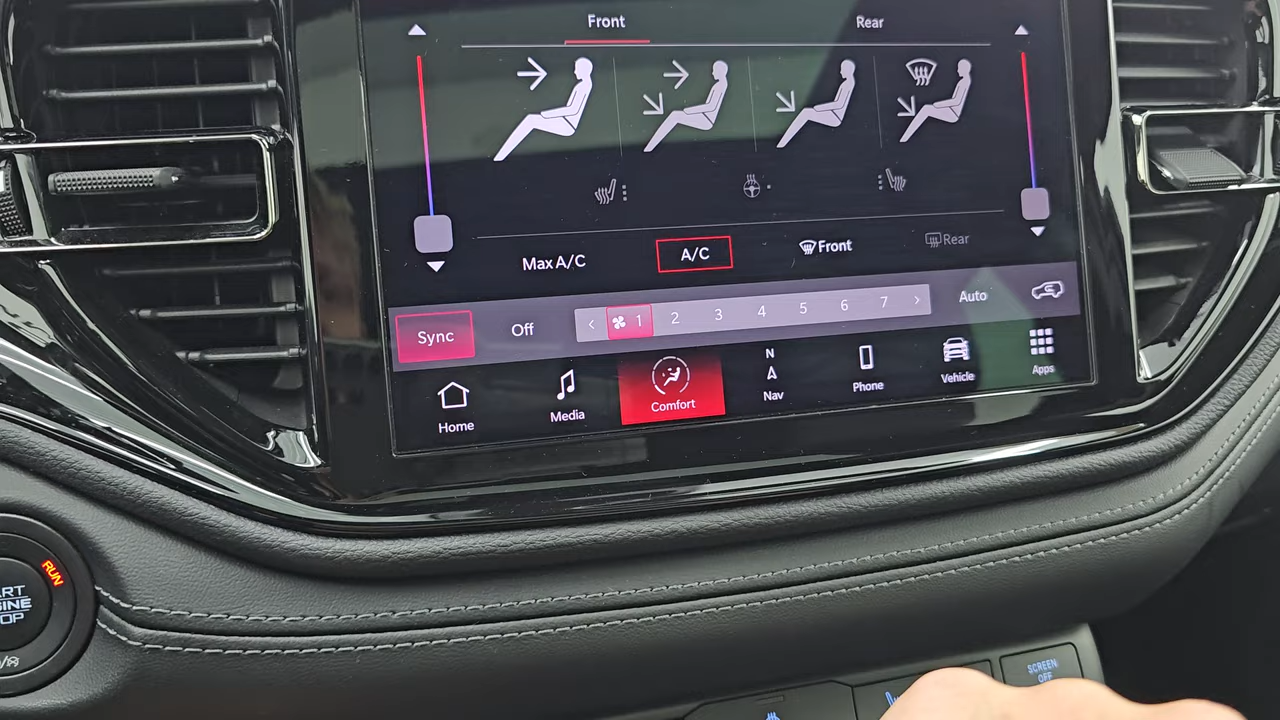 Front
Rear
Max A/C
A/C
Front
Rear
Sync
Off
1 2 3 4 5 6 7
Auto
Home
Media
Comfort
N
Nav
Phone
Vehicle
Apps
RUN
SCREEN
OFF